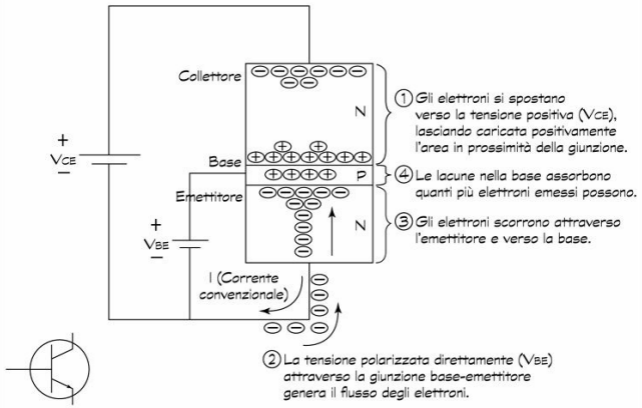 Collettore
N
① Gli elettroni si spostano
verso la tensione positiva (VCE),
lasciando caricata positivamente
l'area in prossimità della giunzione.
+
VCE
−
Base
P
④ Le lacune nella base assorbono
quanti più elettroni emessi possono.
Emettitore
N
③ Gli elettroni scorrono attraverso
l'emettitore e verso la base.
+
VBE
−
I (Corrente
convenzionale)
② La tensione polarizzata direttamente (VBE)
attraverso la giunzione base-emettitore
genera il flusso degli elettroni.